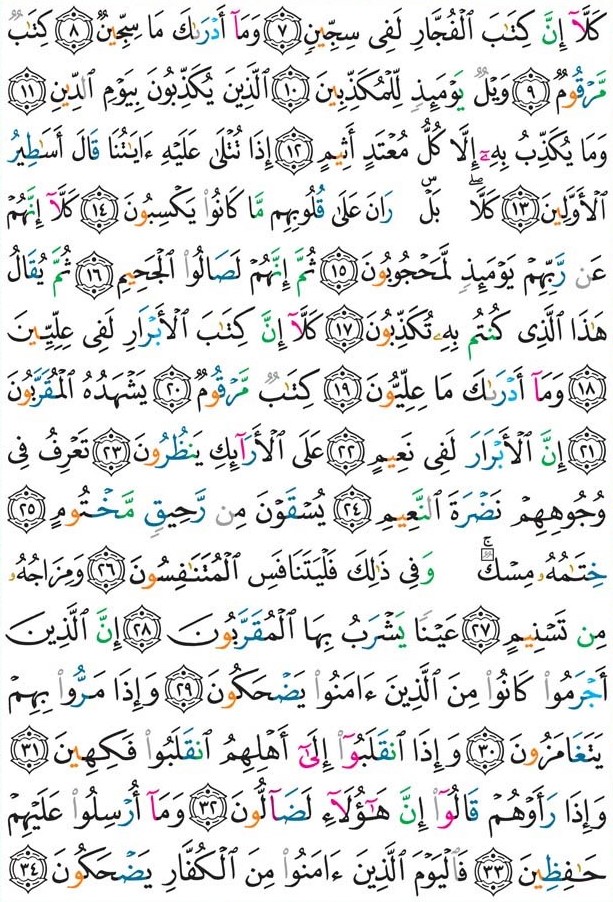 كَلَّآ إِنَّ كِتَٰبَ ٱلْفُجَّارِ لَفِى سِجِّينٍ ﴿٧﴾ وَمَآ أَدْرَىٰكَ مَا سِجِّينٌ ﴿٨﴾ كِتَٰبٌ
مَّرْقُومٌ ﴿٩﴾ وَيْلٌ يَوْمَئِذٍ لِّلْمُكَذِّبِينَ ﴿١٠﴾ ٱلَّذِينَ يُكَذِّبُونَ بِيَوْمِ ٱلدِّينِ ﴿١١﴾
وَمَا يُكَذِّبُ بِهِۦٓ إِلَّا كُلُّ مُعْتَدٍ أَثِيمٍ ﴿١٢﴾ إِذَا تُتْلَىٰ عَلَيْهِ ءَايَٰتُنَا قَالَ أَسَٰطِيرُ
ٱلْأَوَّلِينَ ﴿١٣﴾ كَلَّا ۖ بَلْ ۜ رَانَ عَلَىٰ قُلُوبِهِم مَّا كَانُوا۟ يَكْسِبُونَ ﴿١٤﴾ كَلَّآ إِنَّهُمْ
عَن رَّبِّهِمْ يَوْمَئِذٍ لَّمَحْجُوبُونَ ﴿١٥﴾ ثُمَّ إِنَّهُمْ لَصَالُوا۟ ٱلْجَحِيمِ ﴿١٦﴾ ثُمَّ يُقَالُ
هَٰذَا ٱلَّذِى كُنتُم بِهِۦ تُكَذِّبُونَ ﴿١٧﴾ كَلَّآ إِنَّ كِتَٰبَ ٱلْأَبْرَارِ لَفِى عِلِّيِّينَ
﴿١٨﴾ وَمَآ أَدْرَىٰكَ مَا عِلِّيُّونَ ﴿١٩﴾ كِتَٰبٌ مَّرْقُومٌ ﴿٢٠﴾ يَشْهَدُهُ ٱلْمُقَرَّبُونَ
﴿٢١﴾ إِنَّ ٱلْأَبْرَارَ لَفِى نَعِيمٍ ﴿٢٢﴾ عَلَى ٱلْأَرَآئِكِ يَنظُرُونَ ﴿٢٣﴾ تَعْرِفُ فِى
وُجُوهِهِمْ نَضْرَةَ ٱلنَّعِيمِ ﴿٢٤﴾ يُسْقَوْنَ مِن رَّحِيقٍ مَّخْتُومٍ ﴿٢٥﴾
خِتَٰمُهُۥ مِسْكٌ ۚ وَفِى ذَٰلِكَ فَلْيَتَنَافَسِ ٱلْمُتَنَٰفِسُونَ ﴿٢٦﴾ وَمِزَاجُهُۥ
مِن تَسْنِيمٍ ﴿٢٧﴾ عَيْنًا يَشْرَبُ بِهَا ٱلْمُقَرَّبُونَ ﴿٢٨﴾ إِنَّ ٱلَّذِينَ
أَجْرَمُوا۟ كَانُوا۟ مِنَ ٱلَّذِينَ ءَامَنُوا۟ يَضْحَكُونَ ﴿٢٩﴾ وَإِذَا مَرُّوا۟ بِهِمْ
يَتَغَامَزُونَ ﴿٣٠﴾ وَإِذَا ٱنقَلَبُوٓا۟ إِلَىٰٓ أَهْلِهِمُ ٱنقَلَبُوا۟ فَكِهِينَ ﴿٣١﴾
وَإِذَا رَأَوْهُمْ قَالُوٓا۟ إِنَّ هَٰٓؤُلَآءِ لَضَآلُّونَ ﴿٣٢﴾ وَمَآ أُرْسِلُوا۟ عَلَيْهِمْ
حَٰفِظِينَ ﴿٣٣﴾ فَٱلْيَوْمَ ٱلَّذِينَ ءَامَنُوا۟ مِنَ ٱلْكُفَّارِ يَضْحَكُونَ ﴿٣٤﴾